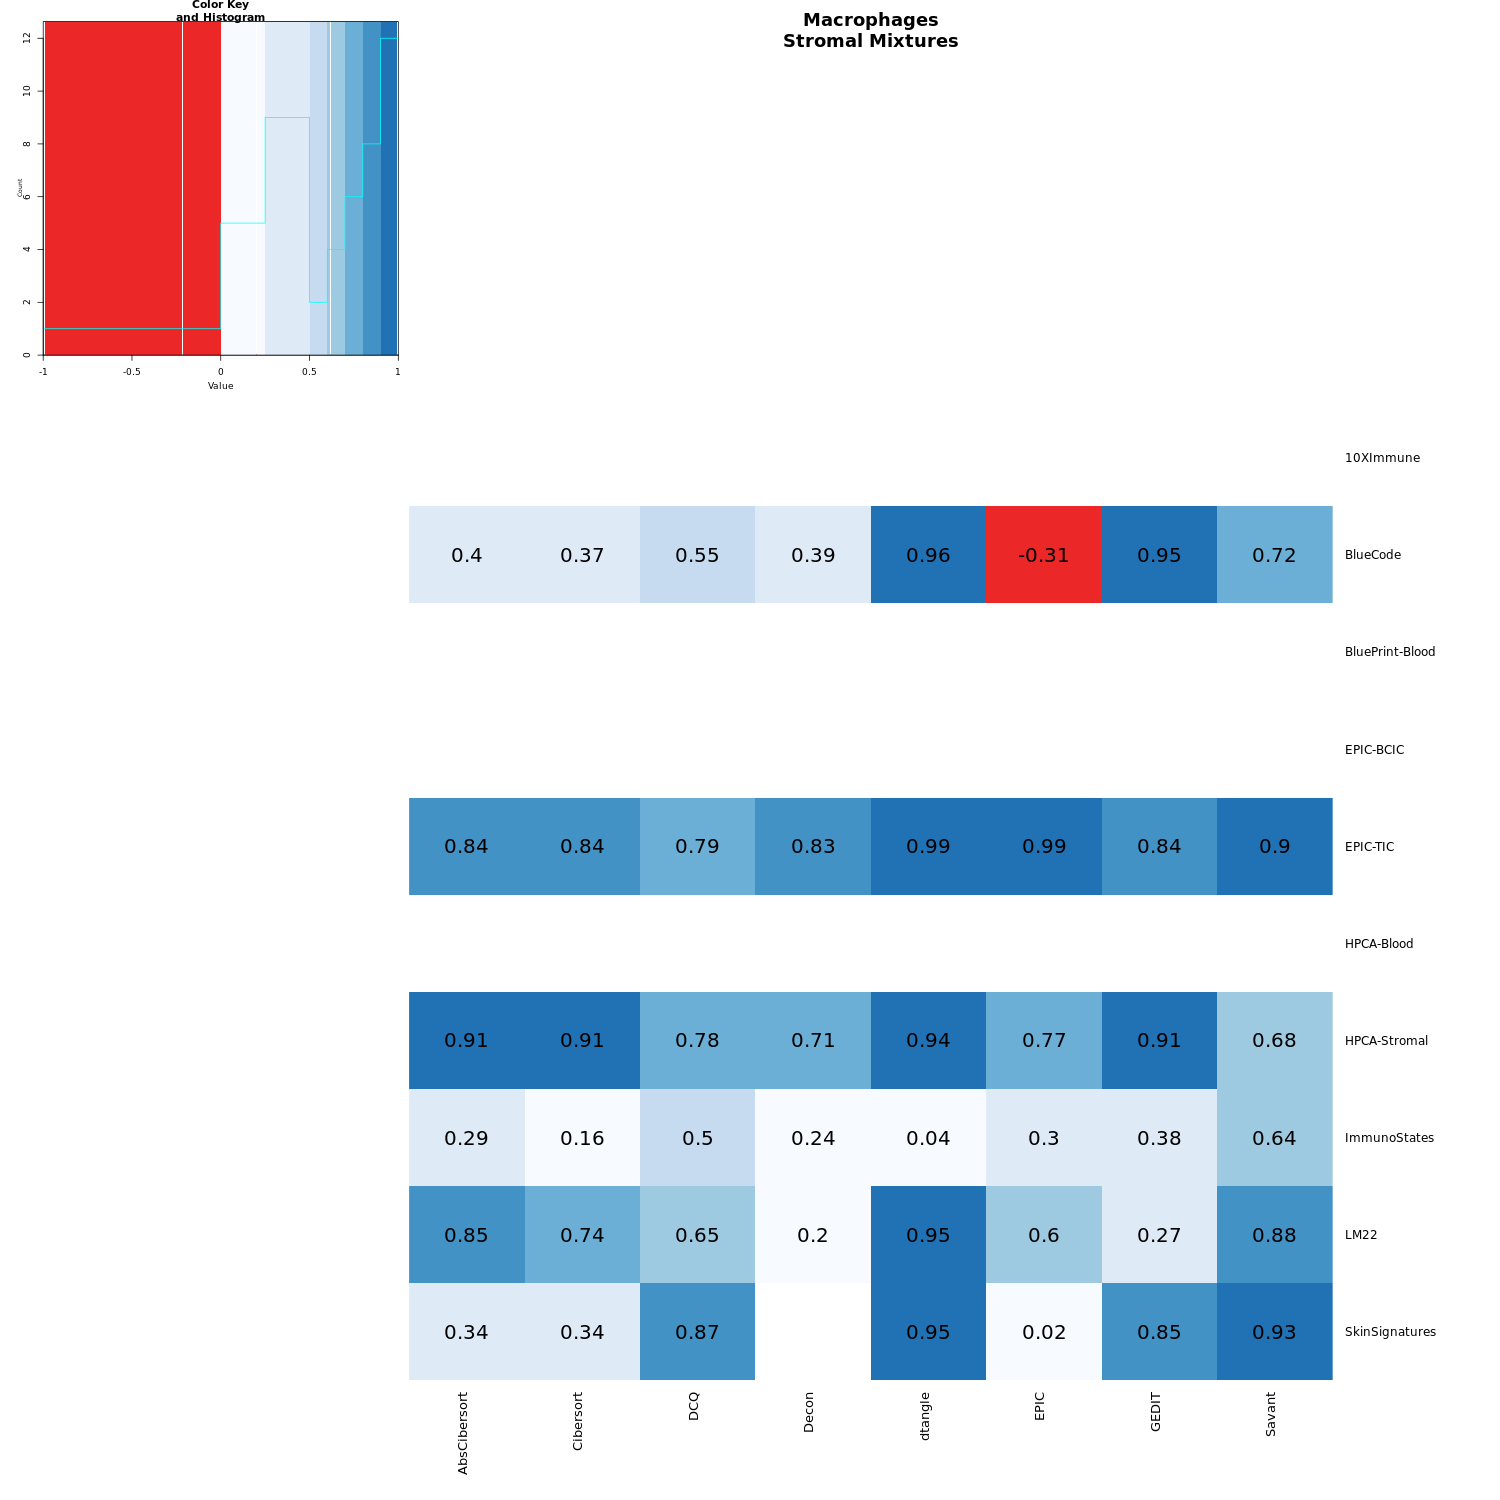 Color Key
and Histogram
Macrophages
Stromal Mixtures
12
10
8
6
4
2
0
Count
-1 -0.5 0 0.5 1
Value
10XImmune
0.4 0.37 0.55 0.39 0.96 -0.31 0.95 0.72 BlueCode
BluePrint-Blood
EPIC-BCIC
0.84 0.84 0.79 0.83 0.99 0.99 0.84 0.9 EPIC-TIC
HPCA-Blood
0.91 0.91 0.78 0.71 0.94 0.77 0.91 0.68 HPCA-Stromal
0.29 0.16 0.5 0.24 0.04 0.3 0.38 0.64 ImmunoStates
0.85 0.74 0.65 0.2 0.95 0.6 0.27 0.88 LM22
0.34 0.34 0.87 0.95 0.02 0.85 0.93 SkinSignatures
AbsCibersort Cibersort DCQ Decon dtangle EPIC GEDIT Savant